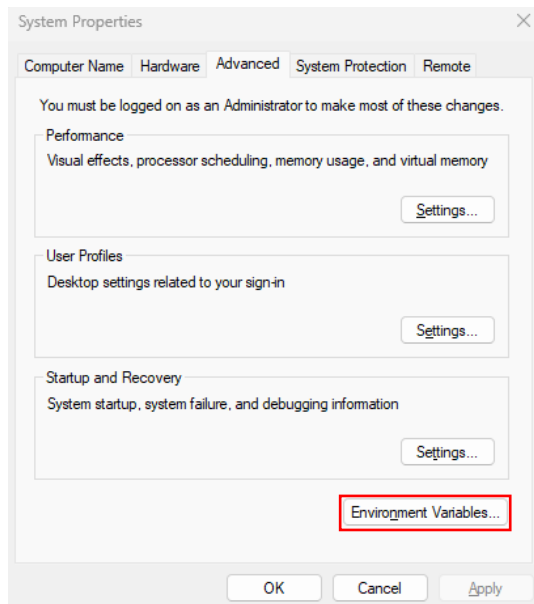 System Properties
Computer Name Hardware Advanced System Protection Remote
You must be logged on as an Administrator to make most of these changes.
Performance
Visual effects, processor scheduling, memory usage, and virtual memory
Settings...
User Profiles
Desktop settings related to your sign-in
Settings...
Startup and Recovery
System startup, system failure, and debugging information
Settings...
Environment Variables...
OK Cancel Apply